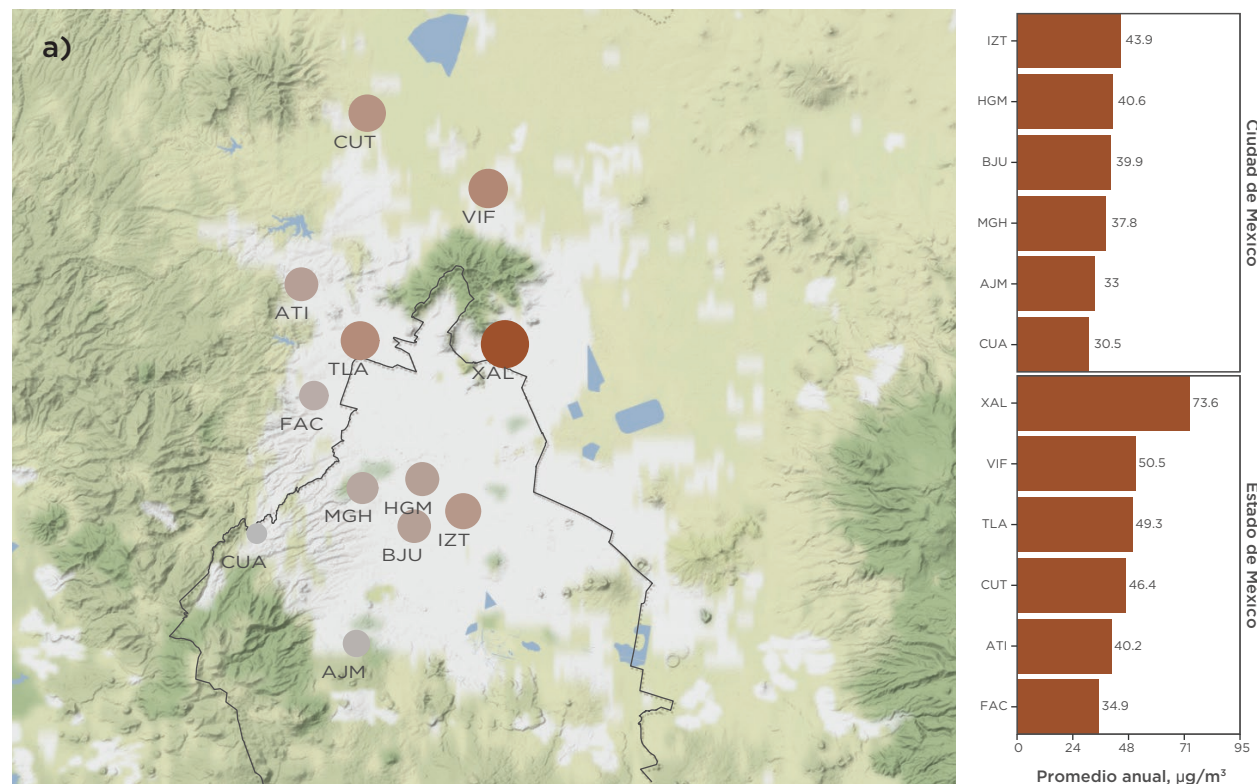 a)
CUT
VIF
ATI
TLA
XAL
FAC
HGM
MGH
IZT
BJU
CUA
AJM
IZT
43.9
HGM
40.6
BJU
39.9
MGH
37.8
AJM
33
CUA
30.5
Ciudad de México
XAL
73.6
VIF
50.5
TLA
49.3
CUT
46.4
ATI
40.2
FAC
34.9
Estado de México
0 24 48 71 95
Promedio anual, µg/m³